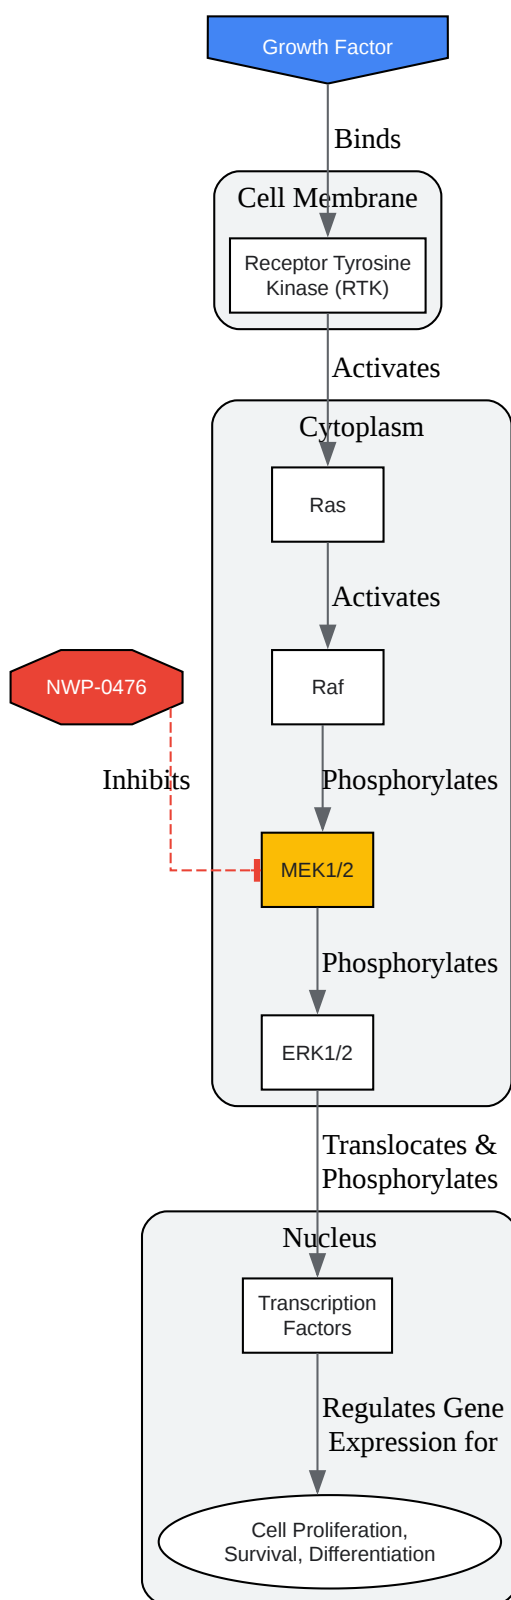 Growth Factor
Binds
Cell Membrane
Receptor Tyrosine
Kinase (RTK)
Activates
Cytoplasm
Ras
Activates
Raf
NWP-0476
Inhibits
Phosphorylates
MEK1/2
Phosphorylates
ERK1/2
Translocates &
Phosphorylates
Nucleus
Transcription
Factors
Regulates Gene
Expression for
Cell Proliferation,
Survival, Differentiation